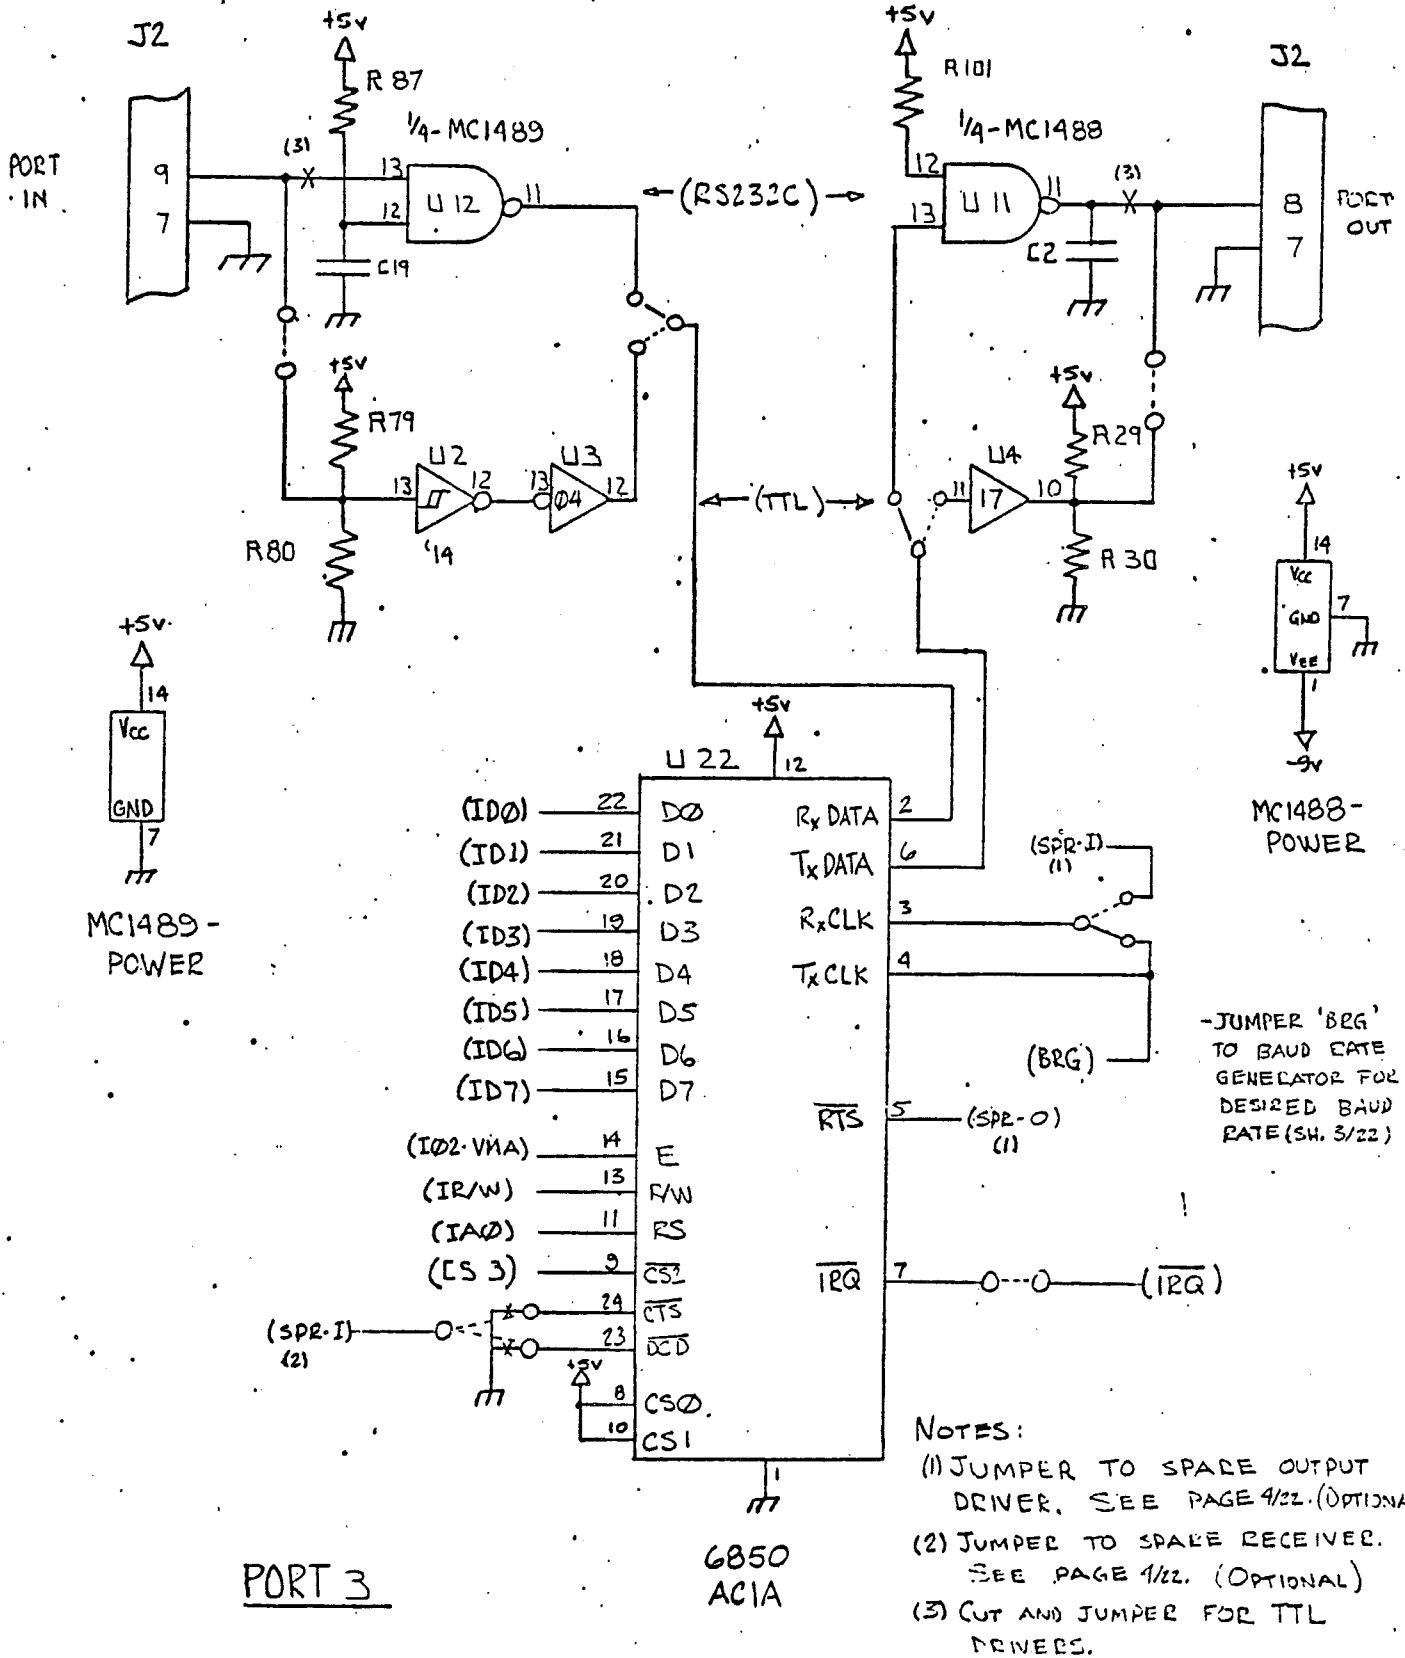 J2
+5v
R 87
1/4-MC1489
(3)
PORT
IN
9
7
13
12
U 12
11
C19
+5v
R79
R80
13
U2
12
'14
13
U3
Ø4
12
(RS232C)
(TTL)
+5v
R101
1/4-MC1488
12
13
U 11
11
(3)
C2
J2
8
7
PORT
OUT
+5v
R29
U4
11
17
10
R 30
+5v
14
Vcc
GND
7
VEE
1
-9v
MC1488-
POWER
+5v
14
Vcc
GND
7
MC1489-
POWER
+5v
U 22
12
(IDØ) 22 DØ
(ID1) 21 D1
(ID2) 20 D2
(ID3) 19 D3
(ID4) 18 D4
(ID5) 17 D5
(ID6) 16 D6
(ID7) 15 D7
(IØ2·VMA) 14 E
(IR/W) 13 R/W
(IAØ) 11 RS
(CS 3) 9 CS2
24 CTS
(SPR-I)
(2)
23 DCD
+5v
8 CSØ
10 CS1
1
RxDATA 2
TxDATA 6
RxCLK 3
TxCLK 4
RTS 5
IRQ 7
(SPR-I)
(1)
(BRG)
(SPR-O)
(1)
(IRQ)
-JUMPER 'BRG'
TO BAUD RATE
GENERATOR FOR
DESIRED BAUD
RATE (SH. 3/22)
6850
ACIA
PORT 3
NOTES:
(1) JUMPER TO SPARE OUTPUT
DRIVER. SEE PAGE 4/22. (OPTIONA
(2) JUMPER TO SPARE RECEIVER.
SEE PAGE 4/22. (OPTIONAL)
(3) CUT AND JUMPER FOR TTL
DRIVERS.